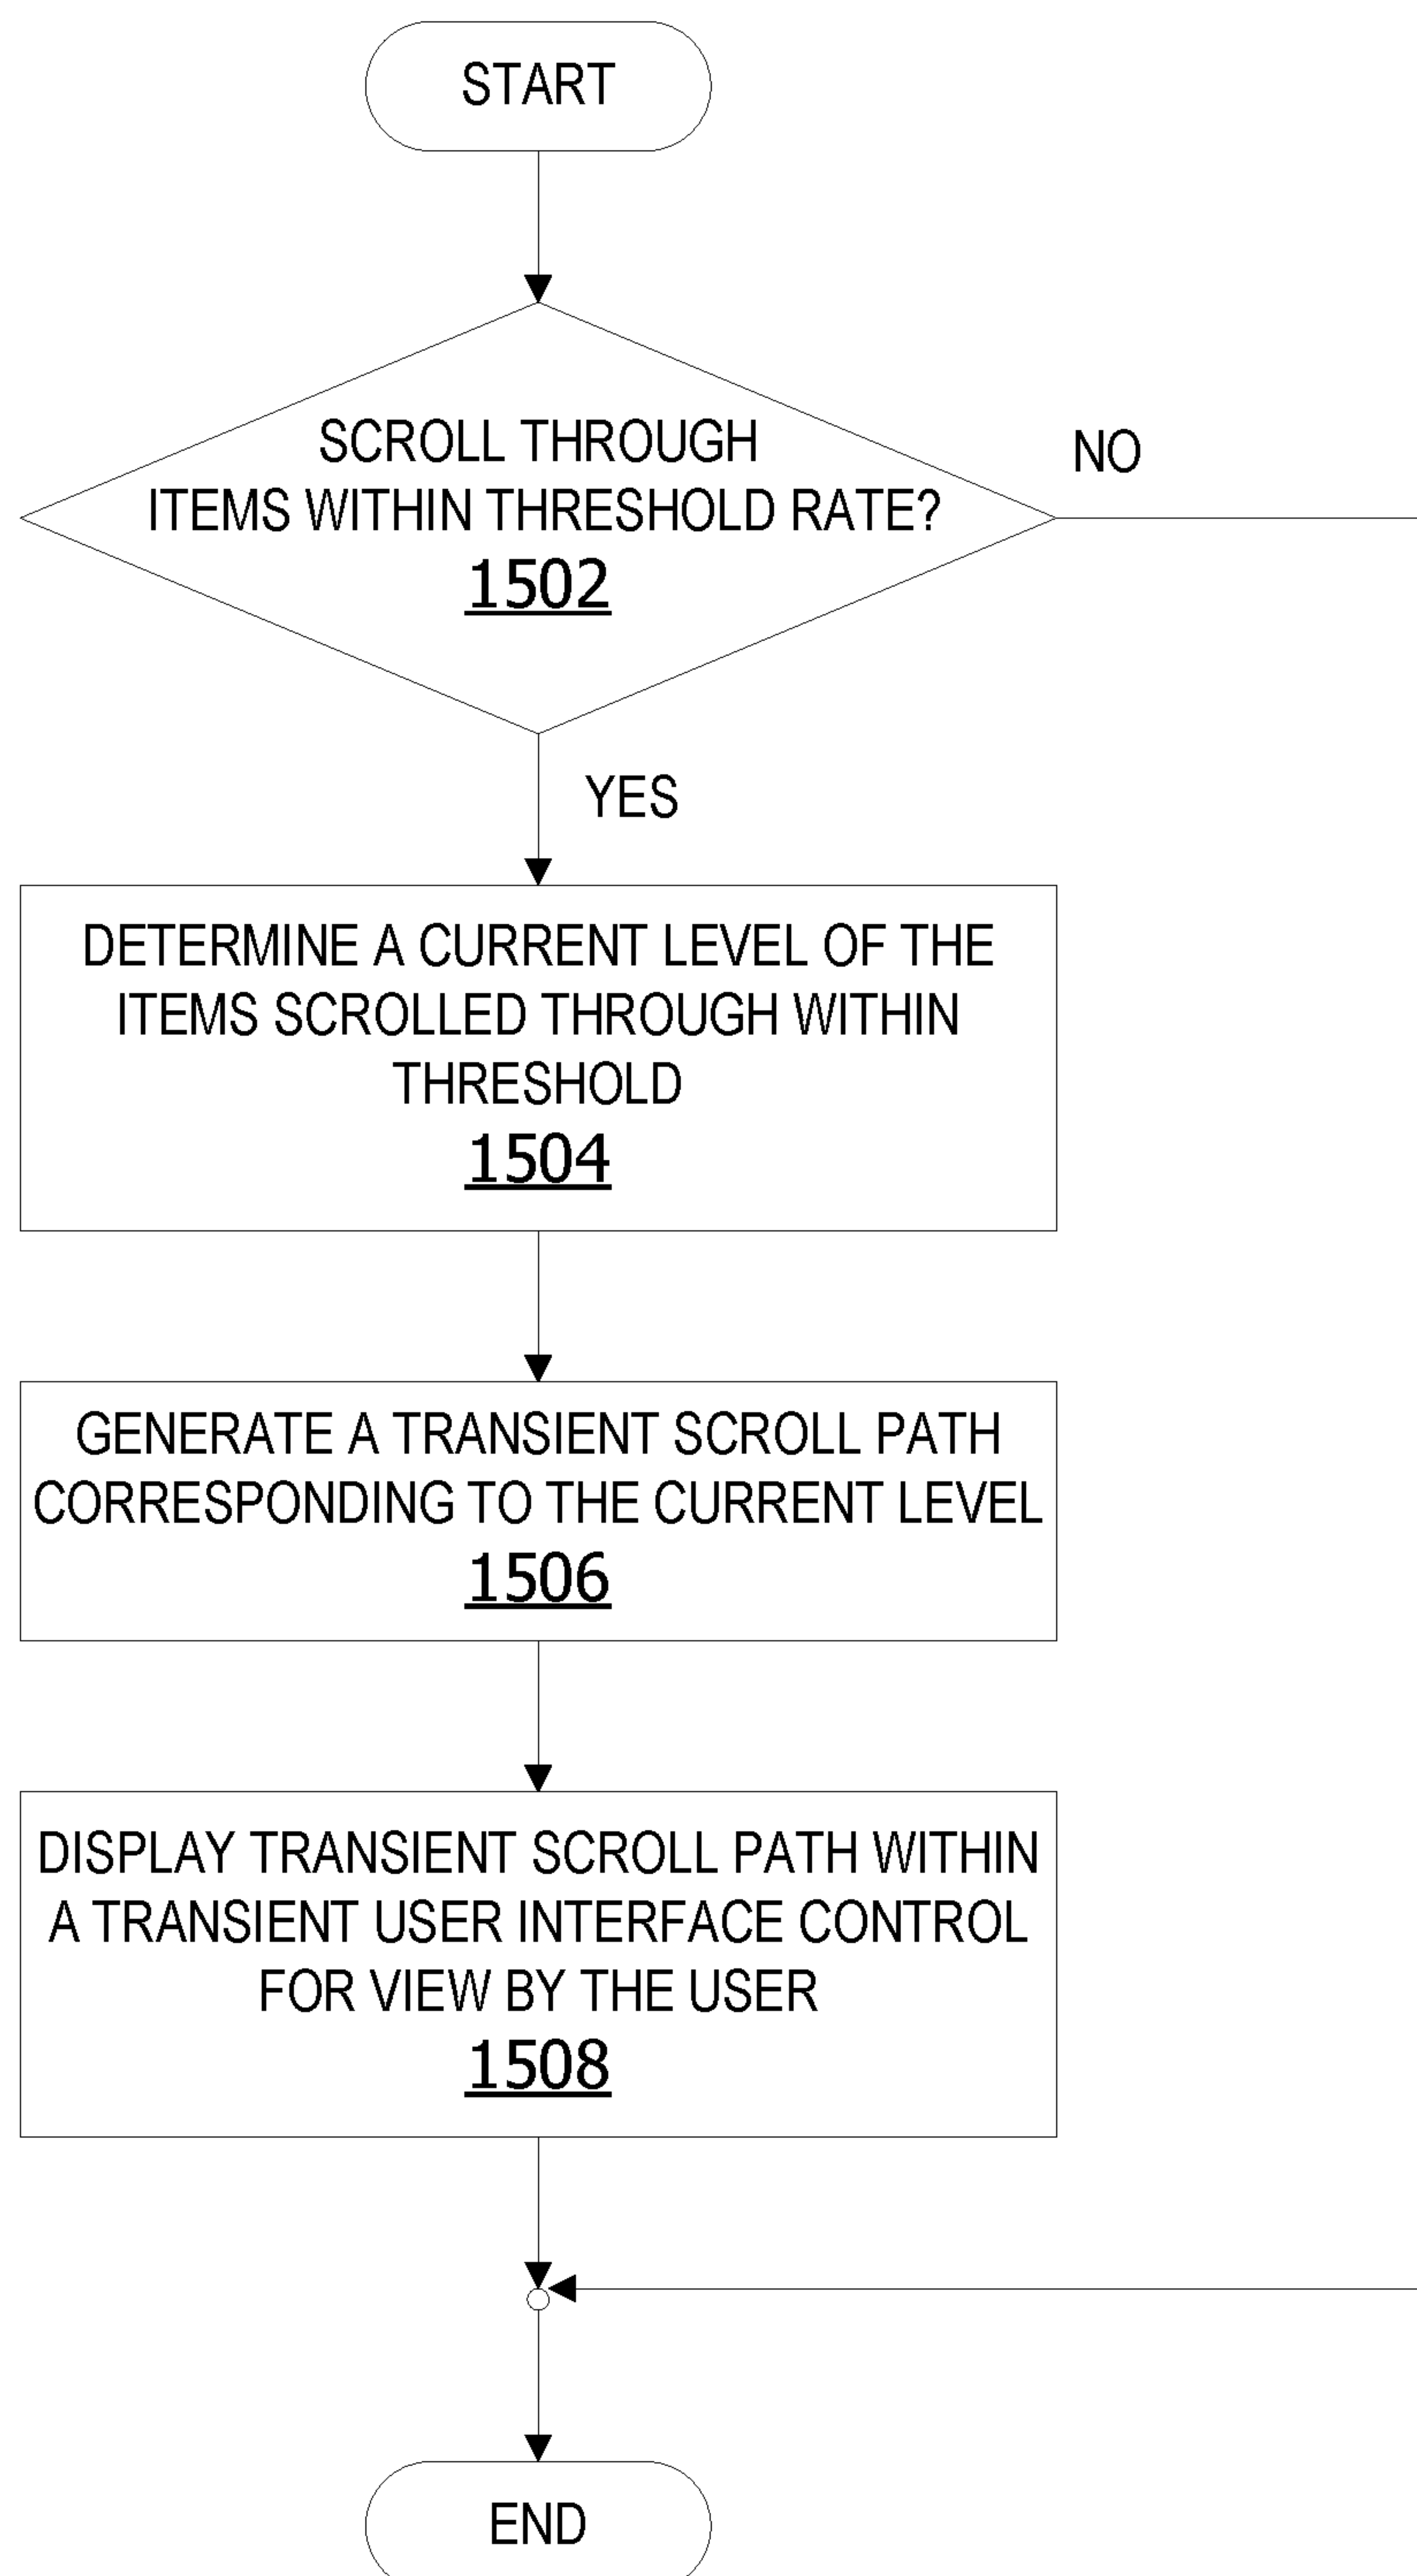 START
SCROLL THROUGH
ITEMS WITHIN THRESHOLD RATE?
1502
NO
YES
DETERMINE A CURRENT LEVEL OF THE
ITEMS SCROLLED THROUGH WITHIN
THRESHOLD
1504
GENERATE A TRANSIENT SCROLL PATH
CORRESPONDING TO THE CURRENT LEVEL
1506
DISPLAY TRANSIENT SCROLL PATH WITHIN
A TRANSIENT USER INTERFACE CONTROL
FOR VIEW BY THE USER
1508
END